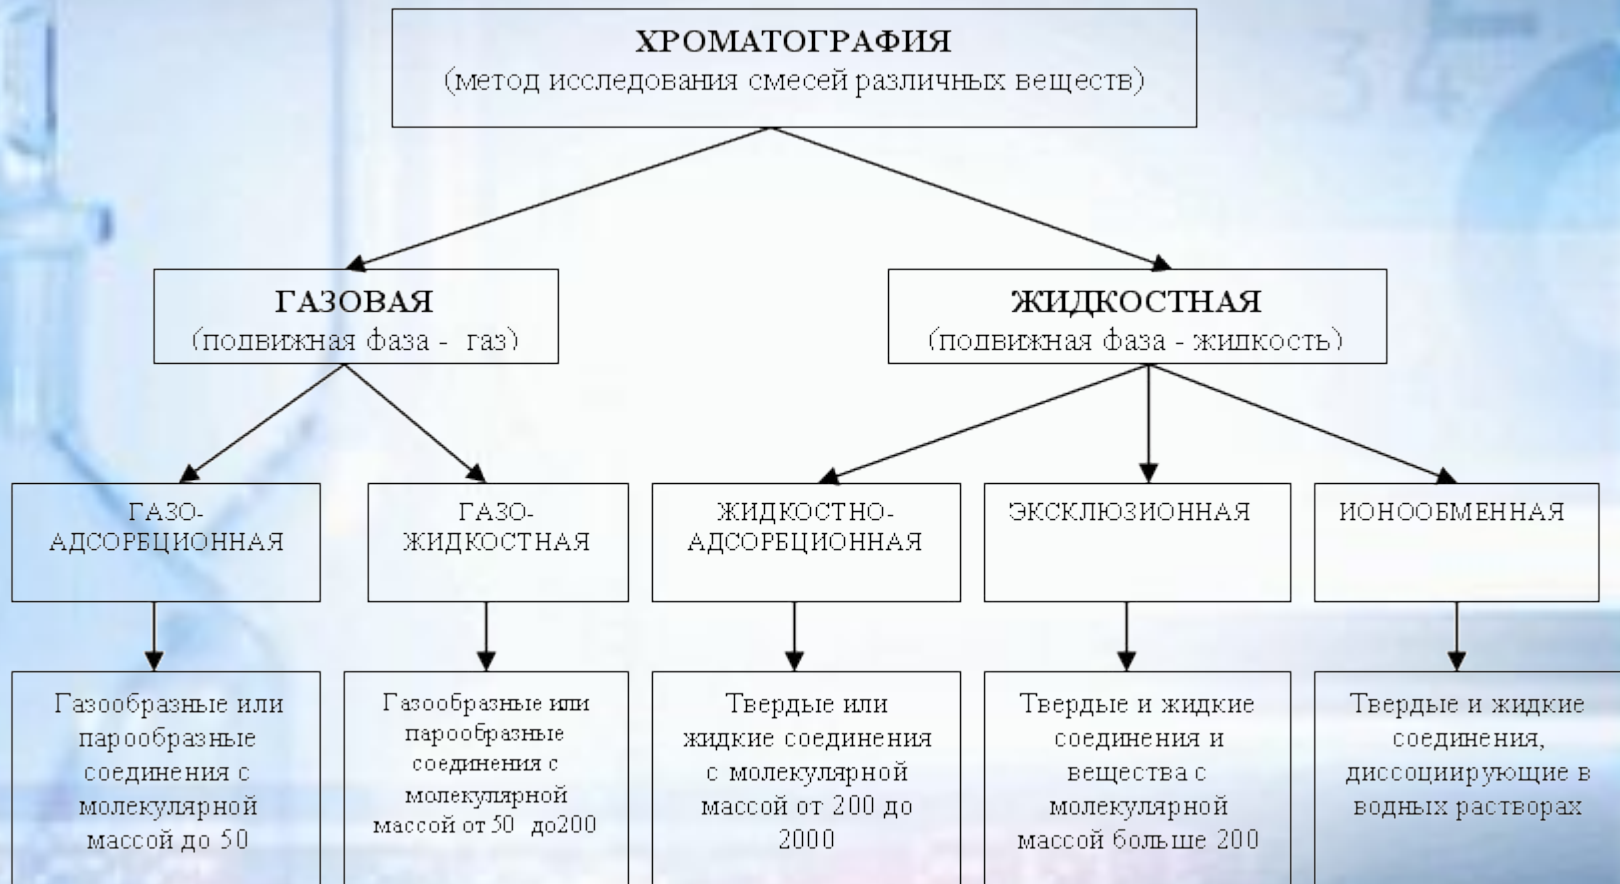 ХРОМАТОГРАФИЯ
(метод исследования смесей различных веществ)
ГАЗОВАЯ
(подвижная фаза - газ)
ЖИДКОСТНАЯ
(подвижная фаза - жидкость)
ГАЗО-
АДСОРБЦИОННАЯ
ГАЗО-
ЖИДКОСТНАЯ
ЖИДКОСТНО-
АДСОРБЦИОННАЯ
ЭКСКЛЮЗИОННАЯ
ИОНООБМЕННАЯ
Газообразные или
парообразные
соединения с
молекулярной
массой до 50
Газообразные или
парообразные
соединения с
молекулярной
массой от 50 до200
Твердые или
жидкие соединения
с молекулярной
массой от 200 до
2000
Твердые и жидкие
соединения и
вещества с
молекулярной
массой больше 200
Твердые и жидкие
соединения,
диссоциирующие в
водных растворах
34